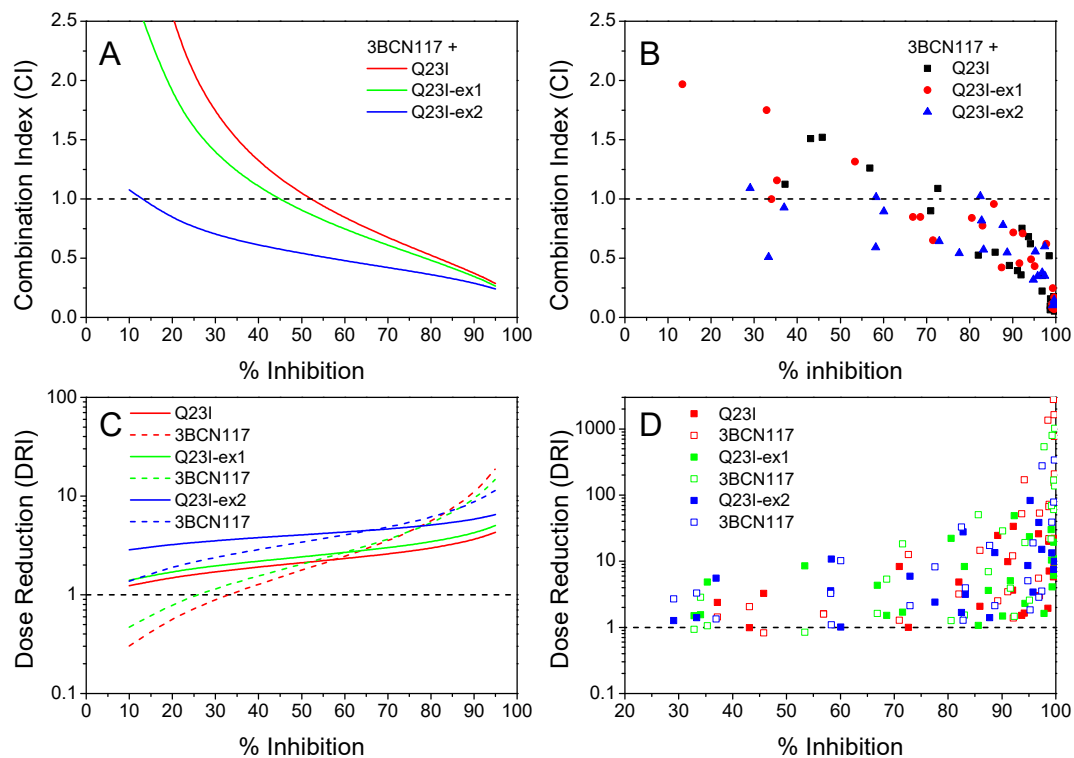 A
3BCN117 +
Q23I
Q23I-ex1
Q23I-ex2
2.5
2.0
1.5
1.0
0.5
0.0
Combination Index (CI)
0 10 20 30 40 50 60 70 80 90 100
% Inhibition
B
3BCN117 +
Q23I
Q23I-ex1
Q23I-ex2
2.5
2.0
1.5
1.0
0.5
0.0
Combination Index (CI)
0 10 20 30 40 50 60 70 80 90 100
% inhibition
C
Q23I
3BCN117
Q23I-ex1
3BCN117
Q23I-ex2
3BCN117
100
10
1
0.1
Dose Reduction (DRI)
0 10 20 30 40 50 60 70 80 90 100
% Inhibition
D
Q23I
3BCN117
Q23I-ex1
3BCN117
Q23I-ex2
3BCN117
1000
100
10
1
0.1
Dose Reduction (DRI)
20 30 40 50 60 70 80 90 100
% Inhibition